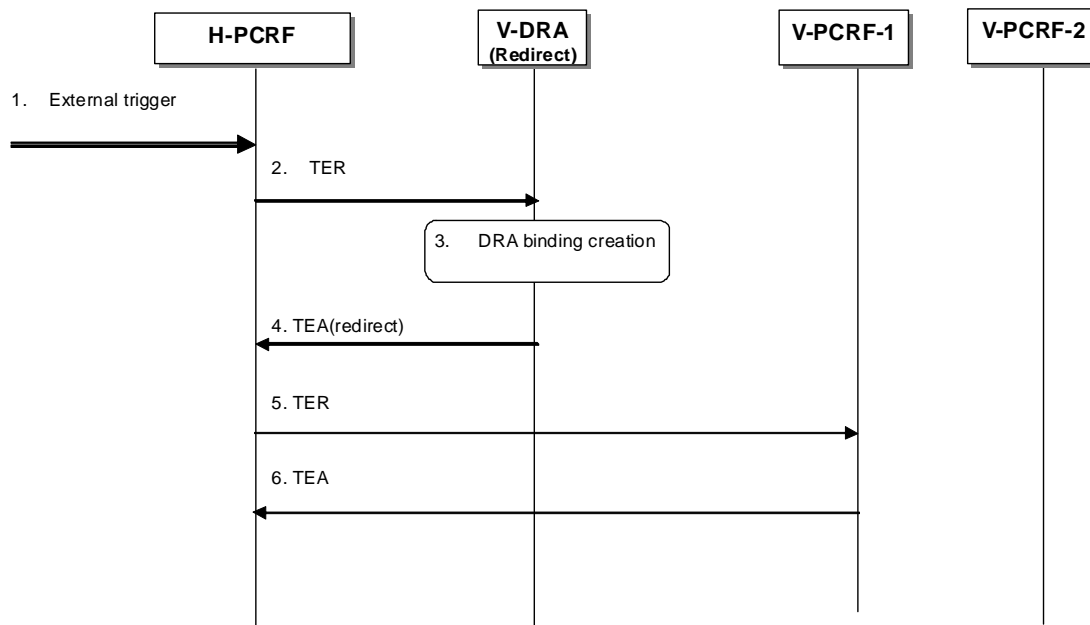 H-PCRF
V-DRA
(Redirect)
V-PCRF-1
V-PCRF-2
1. External trigger
2. TER
3. DRA binding creation
4. TEA(redirect)
5. TER
6. TEA